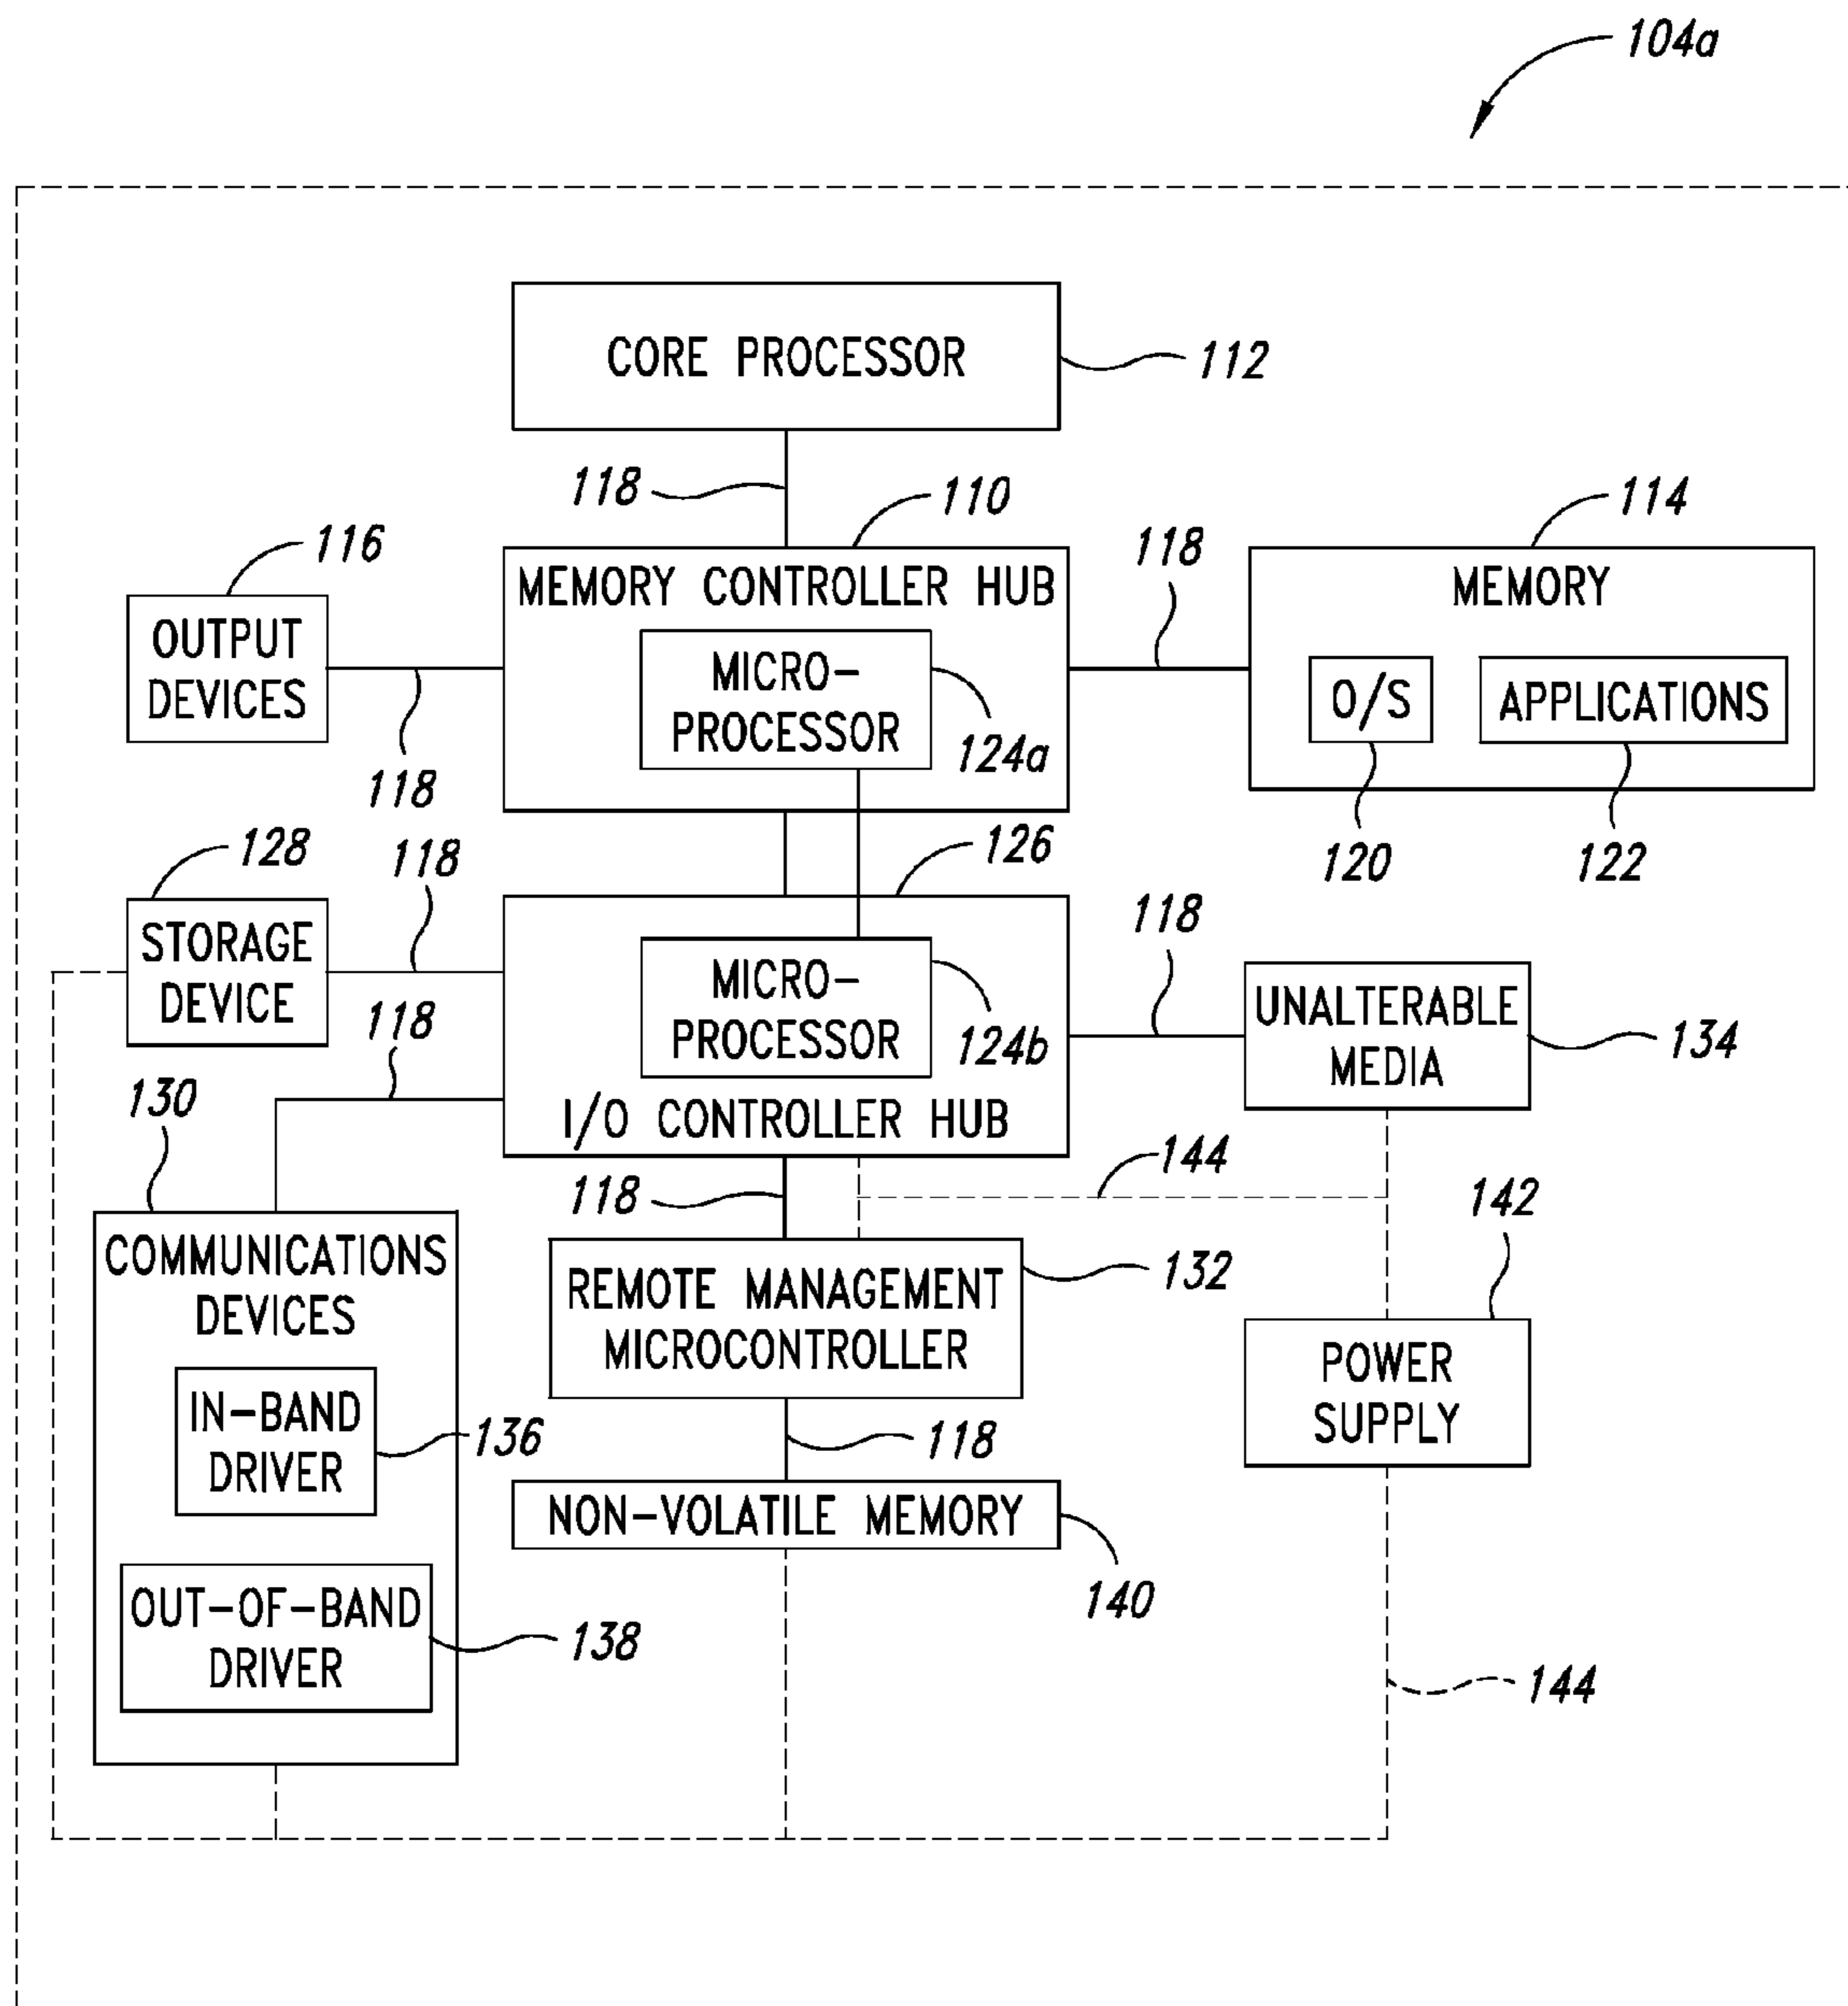 104a
CORE PROCESSOR
112
118
110
114
116
118
MEMORY CONTROLLER HUB
MEMORY
OUTPUT
DEVICES
MICRO-
PROCESSOR
O/S
APPLICATIONS
124a
118
128
118
126
120
122
STORAGE
DEVICE
118
MICRO-
PROCESSOR
118
UNALTERABLE
MEDIA
124b
134
130
I/O CONTROLLER HUB
144
118
142
COMMUNICATIONS
DEVICES
REMOTE MANAGEMENT
MICROCONTROLLER
132
POWER
SUPPLY
IN-BAND
DRIVER
136
118
NON-VOLATILE MEMORY
140
OUT-OF-BAND
DRIVER
138
144